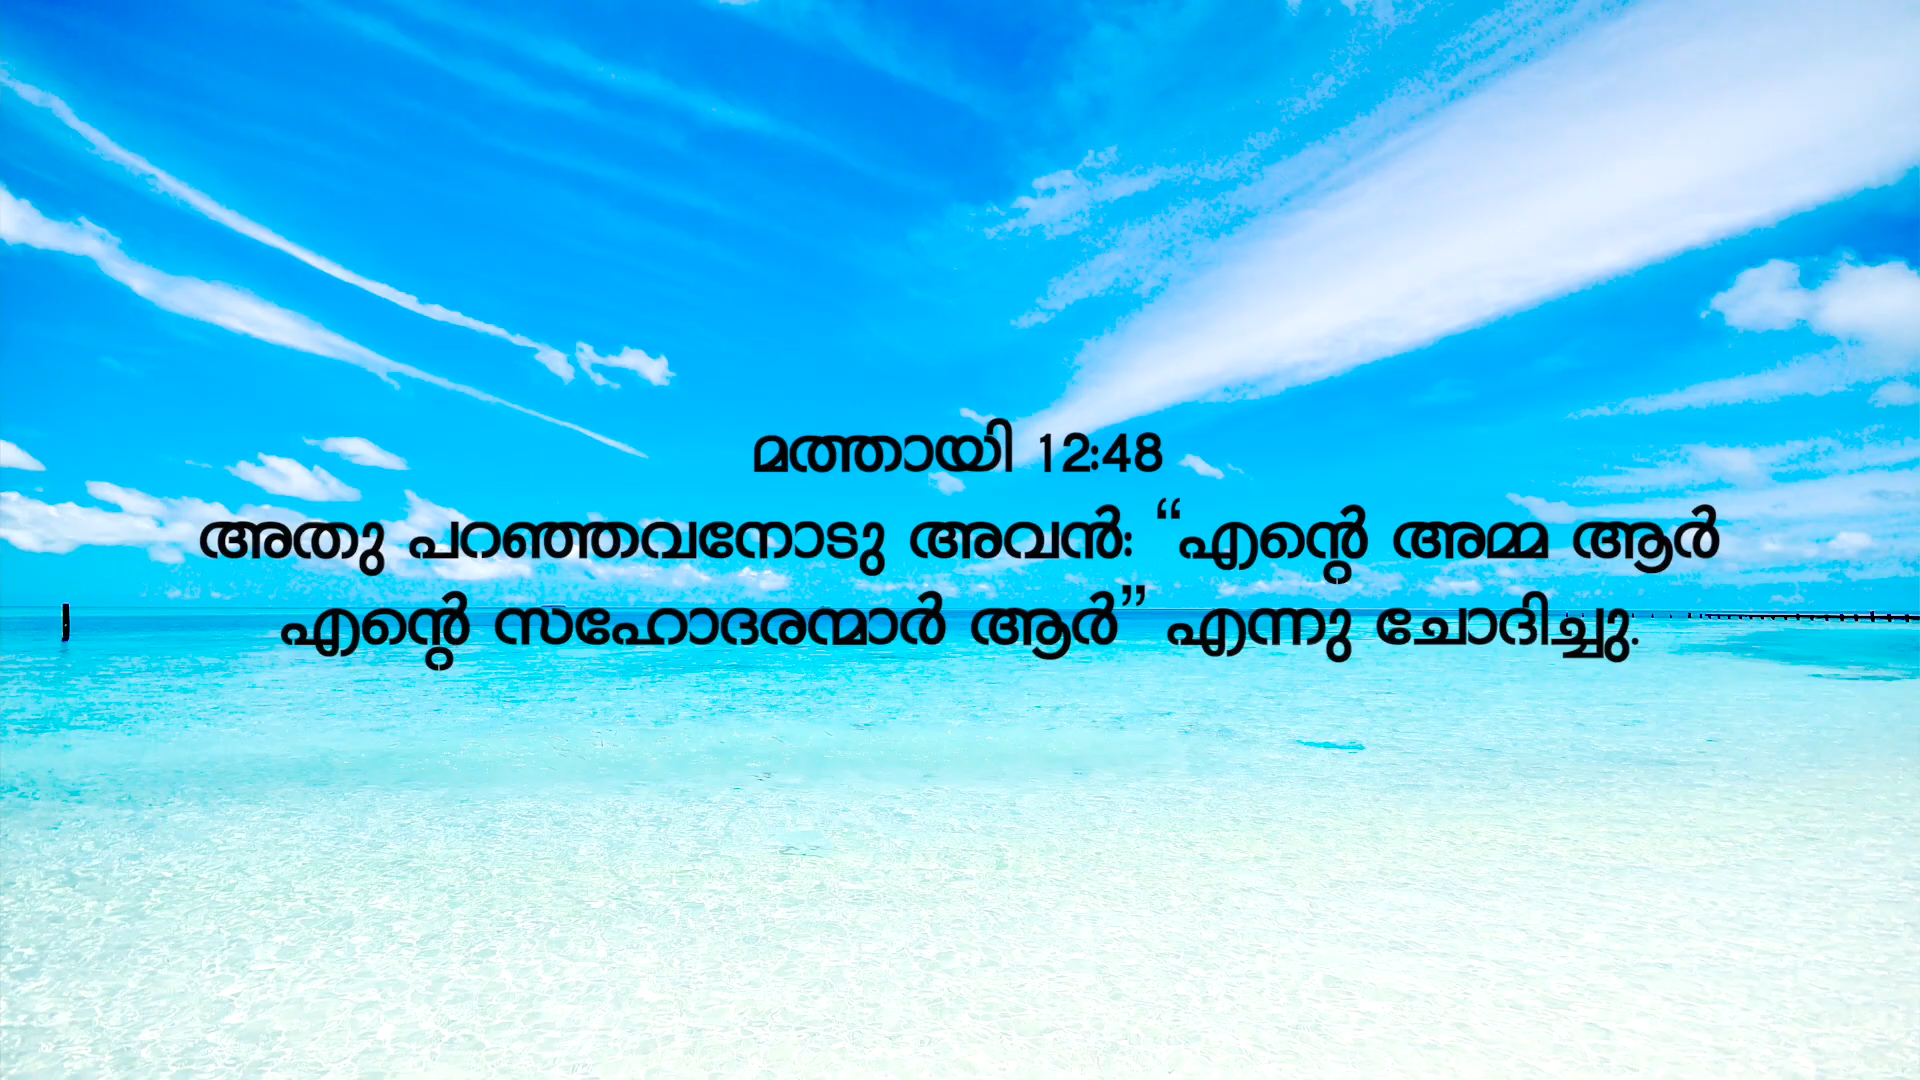 മത്തായി 12:48
അതു പറഞ്ഞവനോടു അവൻ: “എന്റെ അമ്മ ആർ
എന്റെ സഹോദരന്മാർ ആർ” എന്നു ചോദിച്ചു.